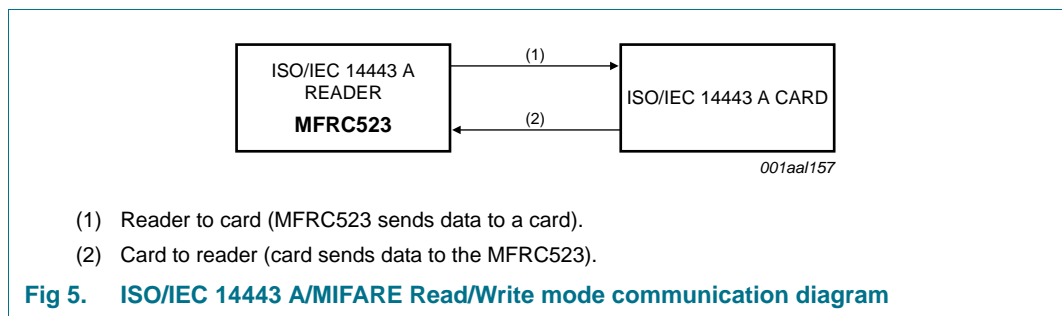 ISO/IEC 14443 A
READER
MFRC523
(1)
(2)
ISO/IEC 14443 A CARD
001aal157
(1) Reader to card (MFRC523 sends data to a card).
(2) Card to reader (card sends data to the MFRC523).
Fig 5. ISO/IEC 14443 A/MIFARE Read/Write mode communication diagram